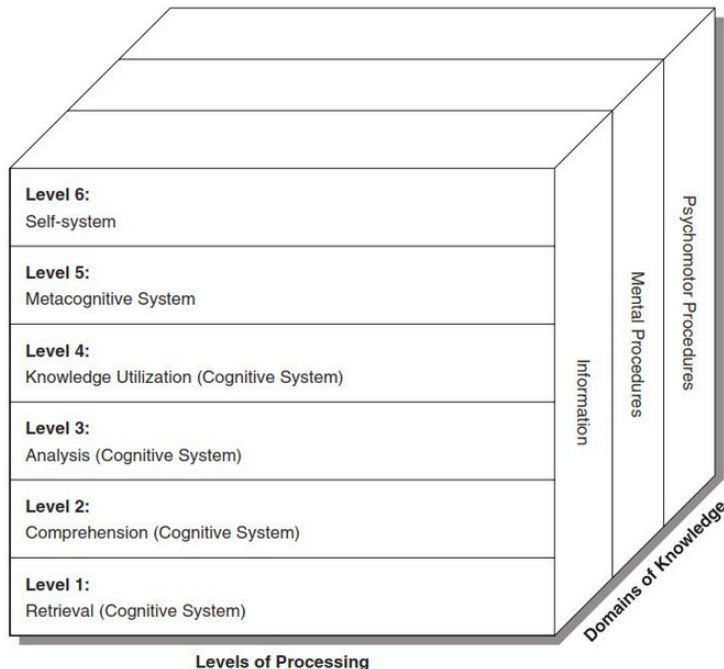 Level 6:
Self-system
Level 5:
Metacognitive System
Level 4:
Knowledge Utilization (Cognitive System)
Level 3:
Analysis (Cognitive System)
Level 2:
Comprehension (Cognitive System)
Level 1:
Retrieval (Cognitive System)
Information
Mental Procedures
Psychomotor Procedures
Domains of Knowledge
Levels of Processing